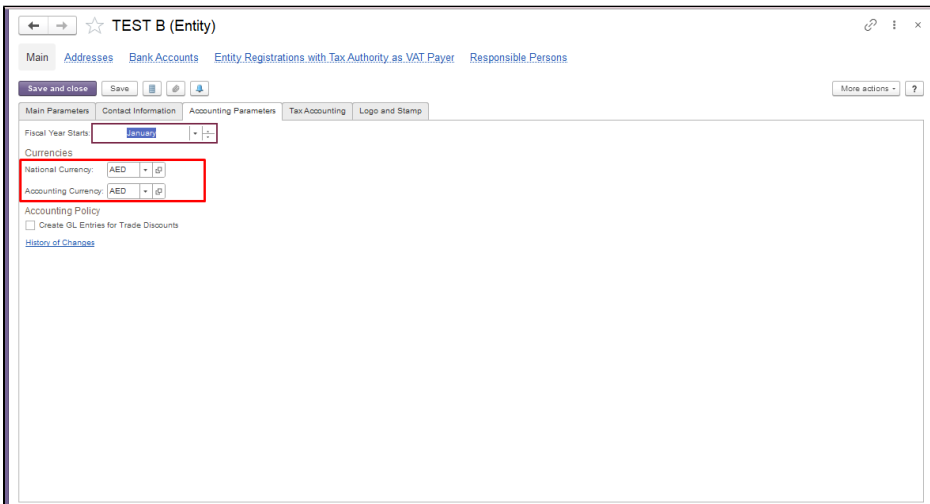 TEST B (Entity)
Main Addresses Bank Accounts Entity Registrations with Tax Authority as VAT Payer Responsible Persons
Save and close Save More actions ?
Main Parameters Contact Information Accounting Parameters Tax Accounting Logo and Stamp
Fiscal Year Starts: January
Currencies
National Currency: AED
Accounting Currency: AED
Accounting Policy
Create GL Entries for Trade Discounts
History of Changes